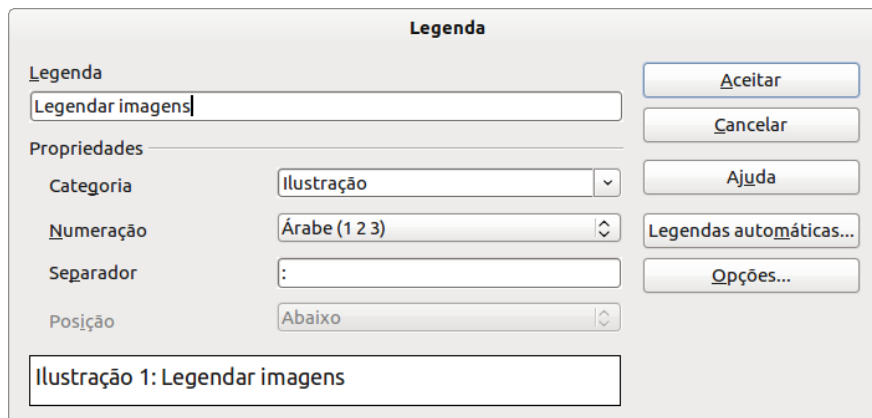 Legenda
Legenda
Legendar imagens
Propriedades
Categoria Ilustração
Numeração Árabe (1 2 3)
Separador :
Posição Abaixo
Ilustração 1: Legendar imagens
Aceitar
Cancelar
Ajuda
Legendas automáticas...
Opções...